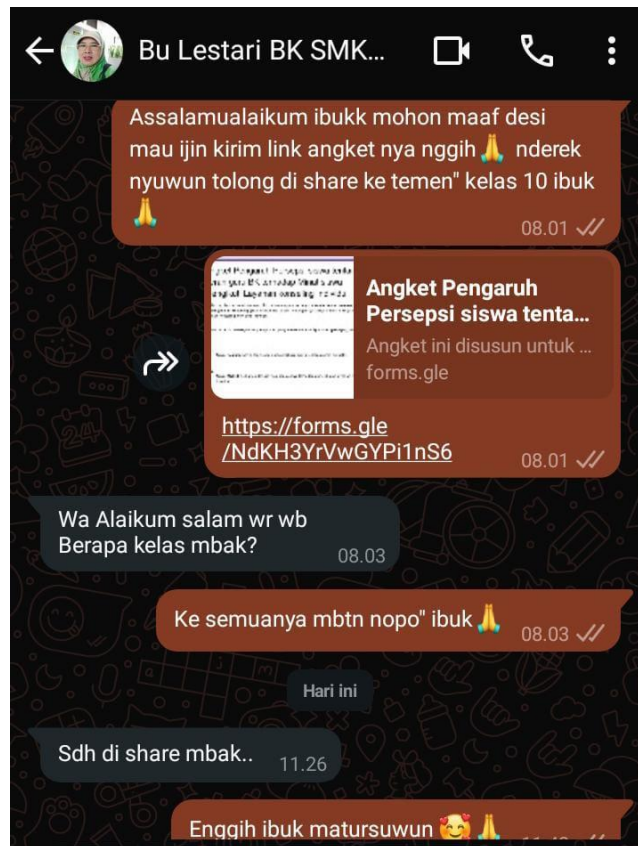 Bu Lestari BK SMK...
Assalamualaikum ibukk mohon maaf desi
mau ijin kirim link angket nya nggih🙏 nderek
nyuwun tolong di share ke temen" kelas 10 ibuk
🙏
08.01
Angket Pengaruh
Persepsi siswa tenta...
Angket ini disusun untuk ...
forms.gle
https://forms.gle
/NdKH3YrVwGYPi1nS6
08.01
Wa Alaikum salam wr wb
Berapa kelas mbak?
08.03
Ke semuanya mbtn nopo" ibuk🙏
08.03
Hari ini
Sdh di share mbak..
11.26
Enggih ibuk matursuwun🥰🙏